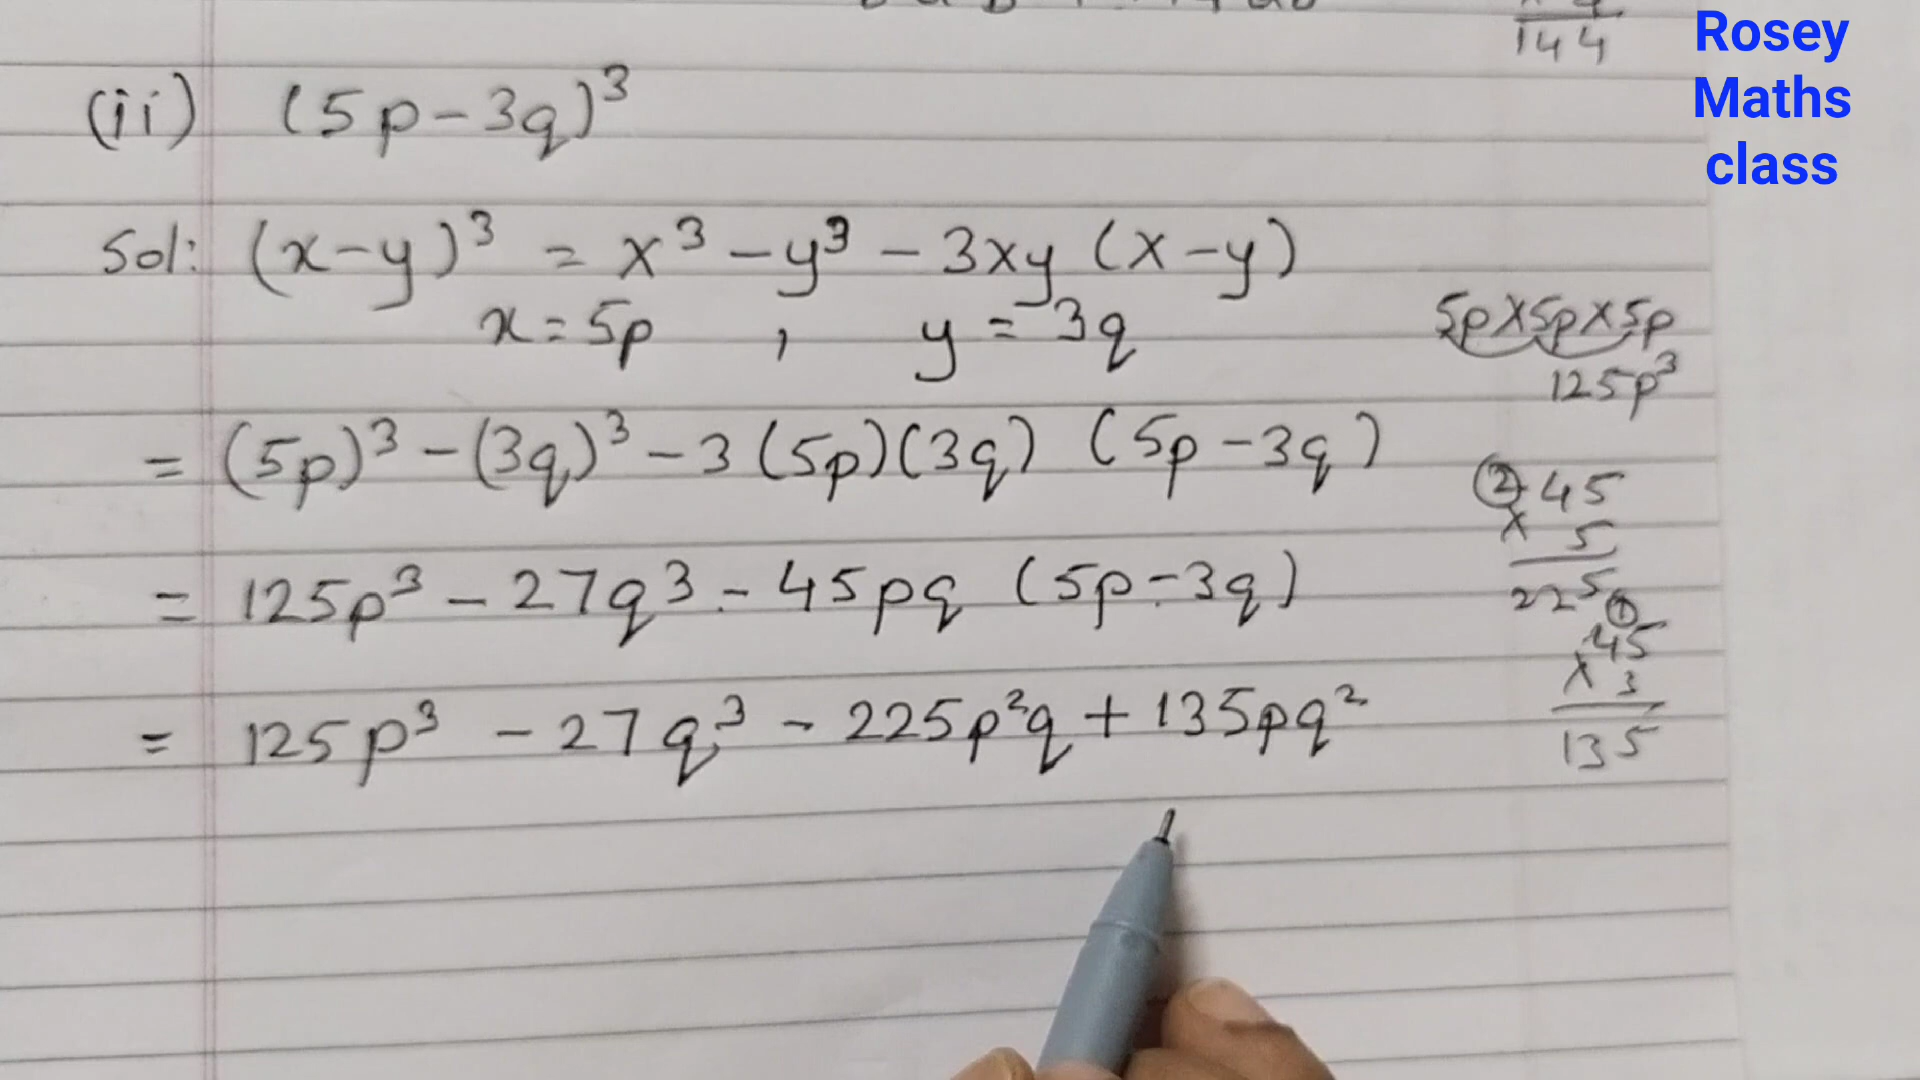 144
Rosey
Maths
class
(ii) (5p-3q)³
Sol: (x-y)³ = x³ - y³ - 3xy (x-y)
x = 5p , y = 3q
5p×5p×5p
125p³
= (5p)³ - (3q)³ - 3 (5p)(3q) (5p-3q)
② 45
× 5
225
= 125p³ - 27q³ - 45pq (5p-3q)
①
45
× 3
135
= 125p³ - 27q³ - 225p²q + 135pq²